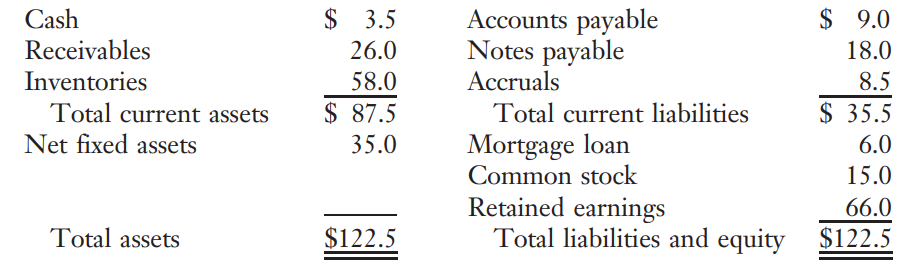 Cash $ 3.5 Accounts payable $ 9.0
Receivables 26.0 Notes payable 18.0
Inventories 58.0 Accruals 8.5
Total current assets $ 87.5 Total current liabilities $ 35.5
Net fixed assets 35.0 Mortgage loan 6.0
Common stock 15.0
Retained earnings 66.0
Total assets $122.5 Total liabilities and equity $122.5